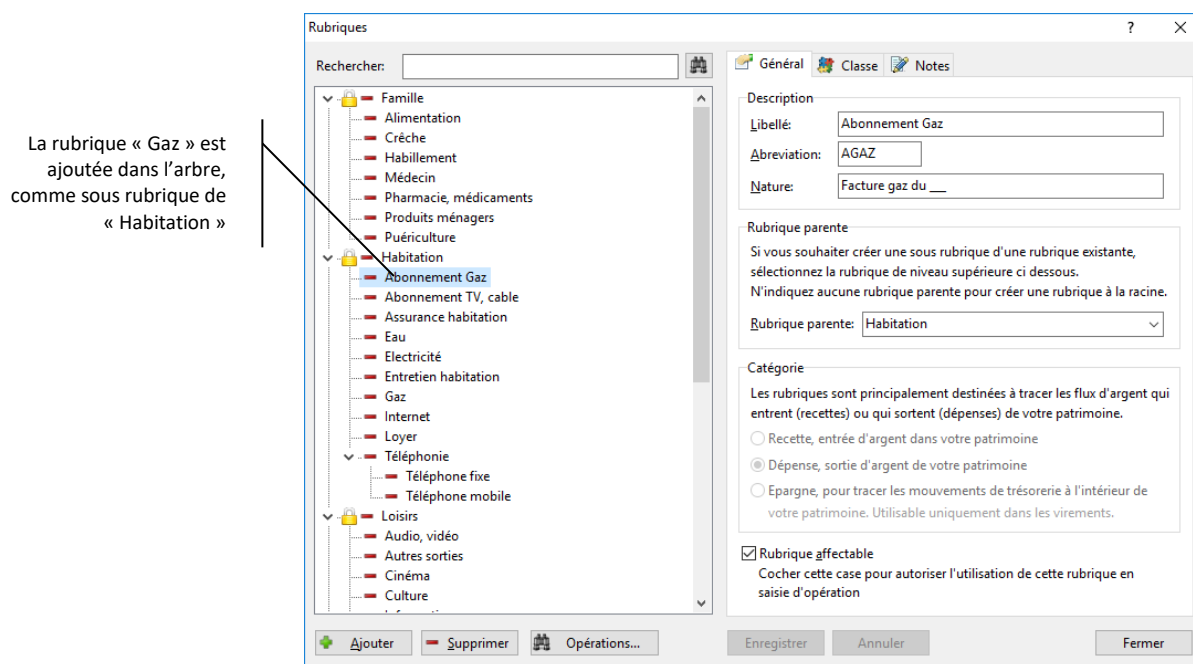 La rubrique « Gaz » est
ajoutée dans l'arbre,
comme sous rubrique de
« Habitation »
Rubriques
?
Rechercher:
Famille
Alimentation
Crêche
Habillement
Médecin
Pharmacie, médicaments
Produits ménagers
Puériculture
Habitation
Abonnement Gaz
Abonnement TV, cable
Assurance habitation
Eau
Electricité
Entretien habitation
Gaz
Internet
Loyer
Téléphonie
Téléphone fixe
Téléphone mobile
Loisirs
Audio, vidéo
Autres sorties
Cinéma
Culture
Ajouter
Supprimer
Opérations...
Général
Classe
Notes
Description
Libellé: Abonnement Gaz
Abreviation: AGAZ
Nature: Facture gaz du ___
Rubrique parente
Si vous souhaiter créer une sous rubrique d'une rubrique existante,
sélectionnez la rubrique de niveau supérieure ci dessous.
N'indiquez aucune rubrique parente pour créer une rubrique à la racine.
Rubrique parente: Habitation
Catégorie
Les rubriques sont principalement destinées à tracer les flux d'argent qui
entrent (recettes) ou qui sortent (dépenses) de votre patrimoine.
Recette, entrée d'argent dans votre patrimoine
Dépense, sortie d'argent de votre patrimoine
Epargne, pour tracer les mouvements de trésorerie à l'intérieur de
votre patrimoine. Utilisable uniquement dans les virements.
Rubrique affectable
Cocher cette case pour autoriser l'utilisation de cette rubrique en
saisie d'opération
Enregistrer
Annuler
Fermer